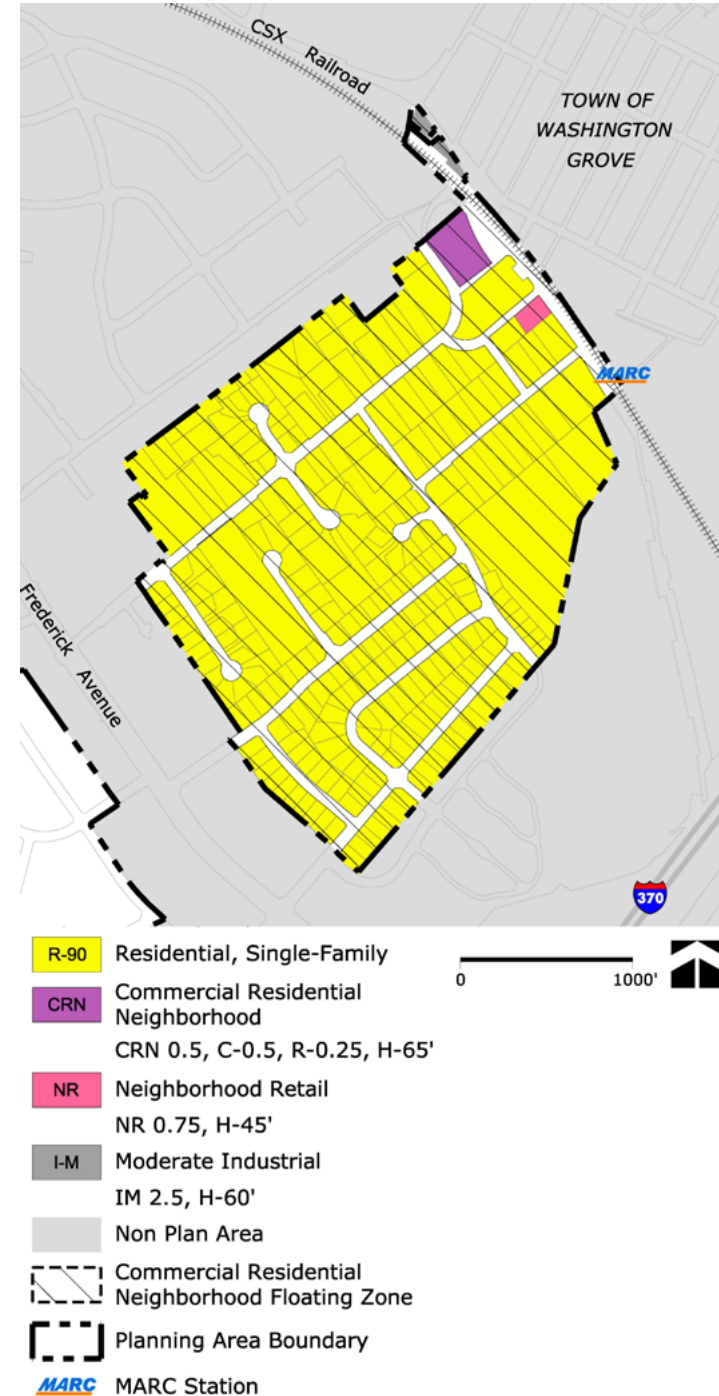 CSX Railroad
TOWN OF
WASHINGTON
GROVE
MARC
Frederick Avenue
370
R-90 Residential, Single-Family
0 1000'
CRN Commercial Residential
Neighborhood
CRN 0.5, C-0.5, R-0.25, H-65'
NR Neighborhood Retail
NR 0.75, H-45'
I-M Moderate Industrial
IM 2.5, H-60'
Non Plan Area
Commercial Residential
Neighborhood Floating Zone
Planning Area Boundary
MARC MARC Station